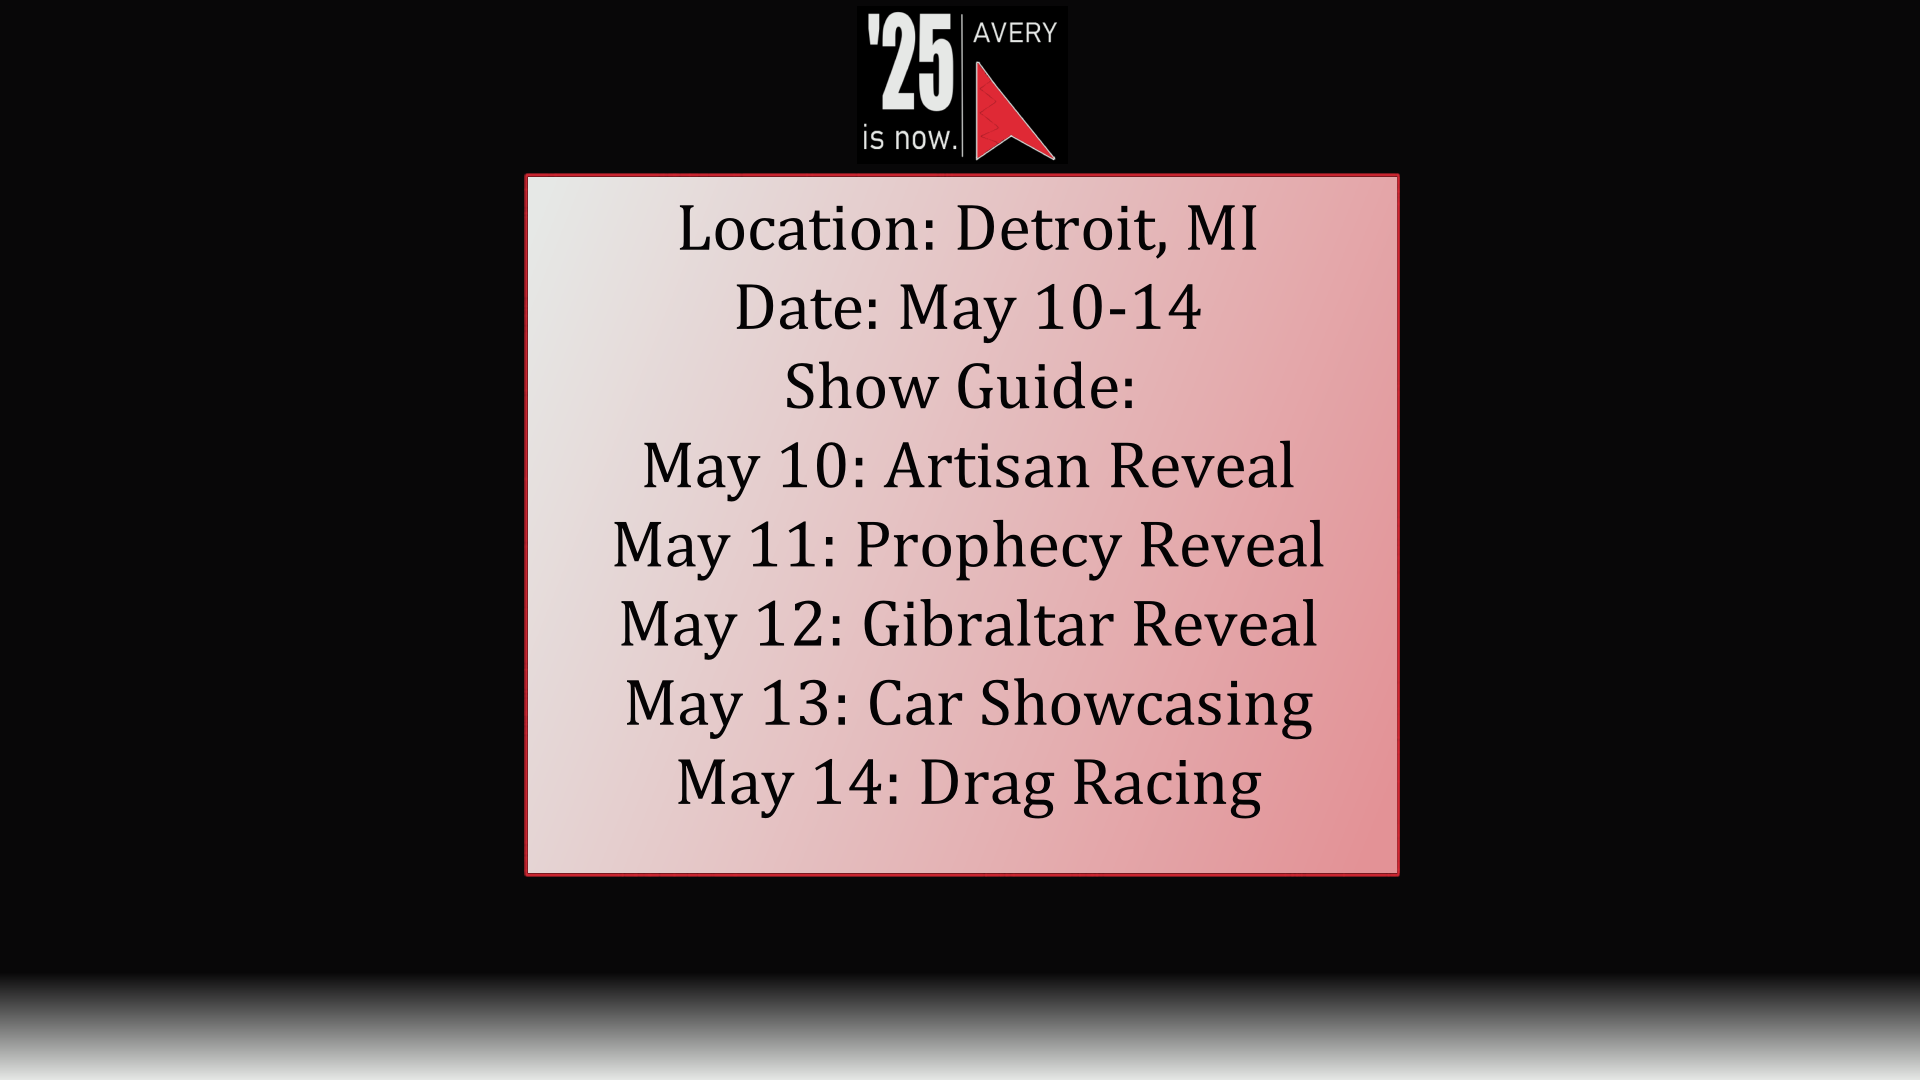 '25
is now.
AVERY
Location: Detroit, MI
Date: May 10-14
Show Guide:
May 10: Artisan Reveal
May 11: Prophecy Reveal
May 12: Gibraltar Reveal
May 13: Car Showcasing
May 14: Drag Racing